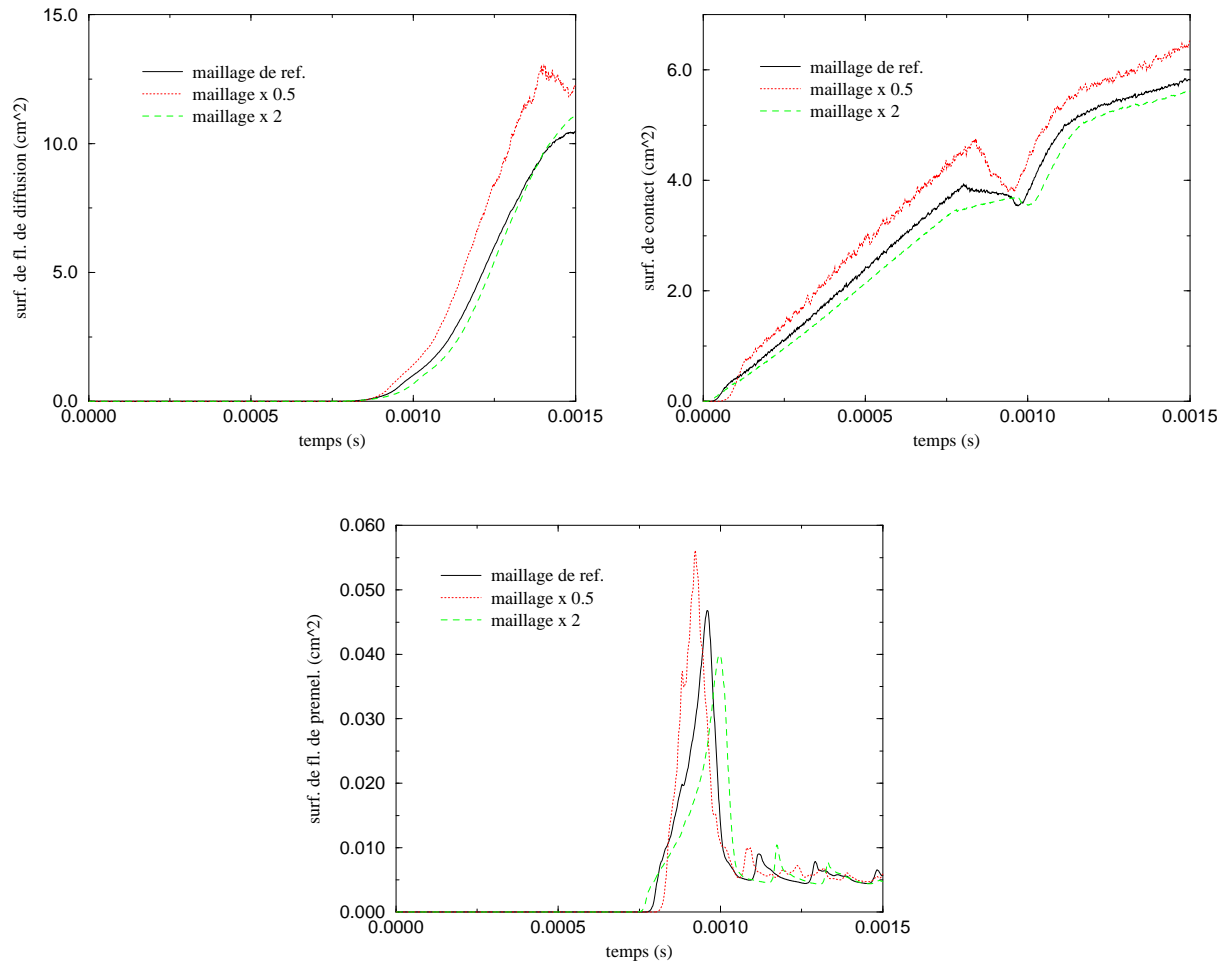 15.0
10.0
5.0
0.0
surf. de fl. de diffusion (cm^2)
maillage de ref.
maillage x 0.5
maillage x 2
0.0000
0.0005
0.0010
0.0015
temps (s)
6.0
4.0
2.0
0.0
surf. de contact (cm^2)
maillage de ref.
maillage x 0.5
maillage x 2
0.0000
0.0005
0.0010
0.0015
temps (s)
0.060
0.050
0.040
0.030
0.020
0.010
0.000
surf. de fl. de premel. (cm^2)
maillage de ref.
maillage x 0.5
maillage x 2
0.0000
0.0005
0.0010
0.0015
temps (s)